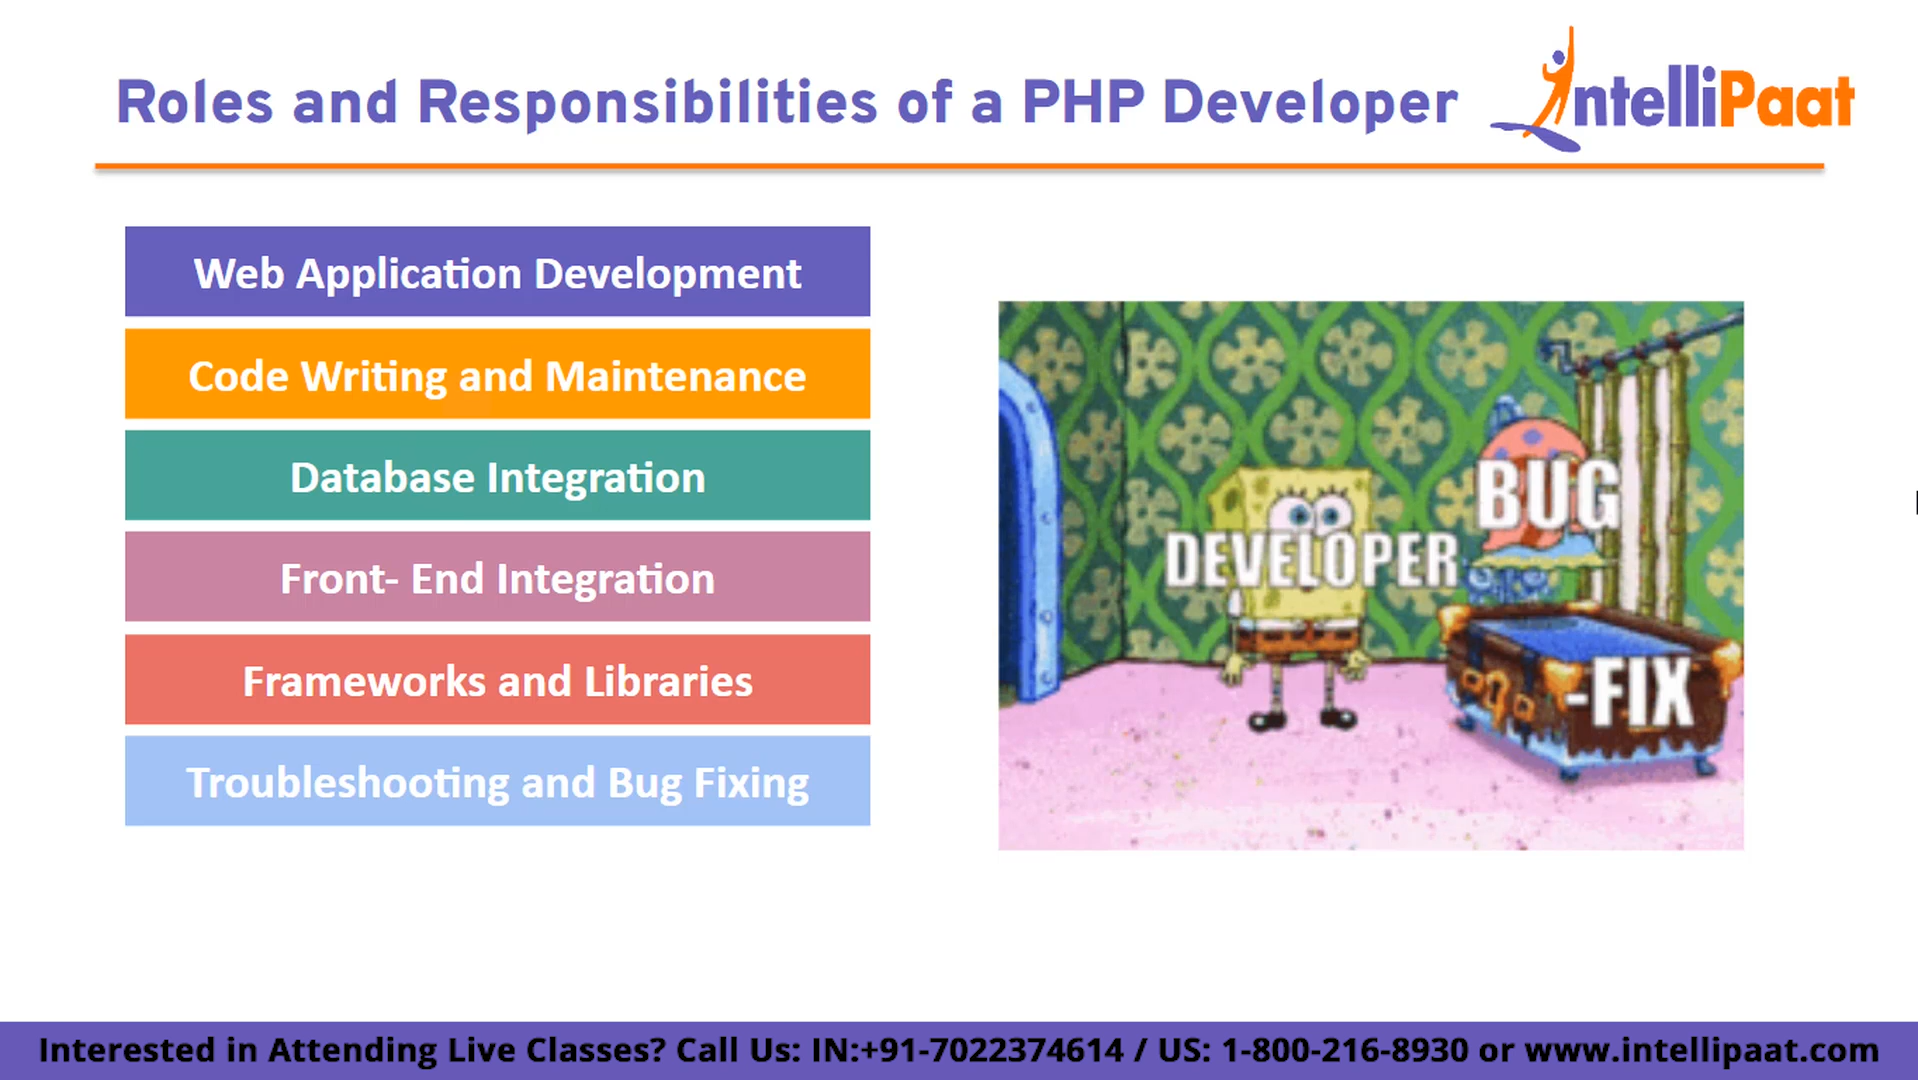 Roles and Responsibilities of a PHP Developer
IntelliPaat
Web Application Development
Code Writing and Maintenance
Database Integration
Front- End Integration
Frameworks and Libraries
Troubleshooting and Bug Fixing
BUG
DEVELOPER
-FIX
Interested in Attending Live Classes? Call Us: IN:+91-7022374614 / US: 1-800-216-8930 or www.intellipaat.com